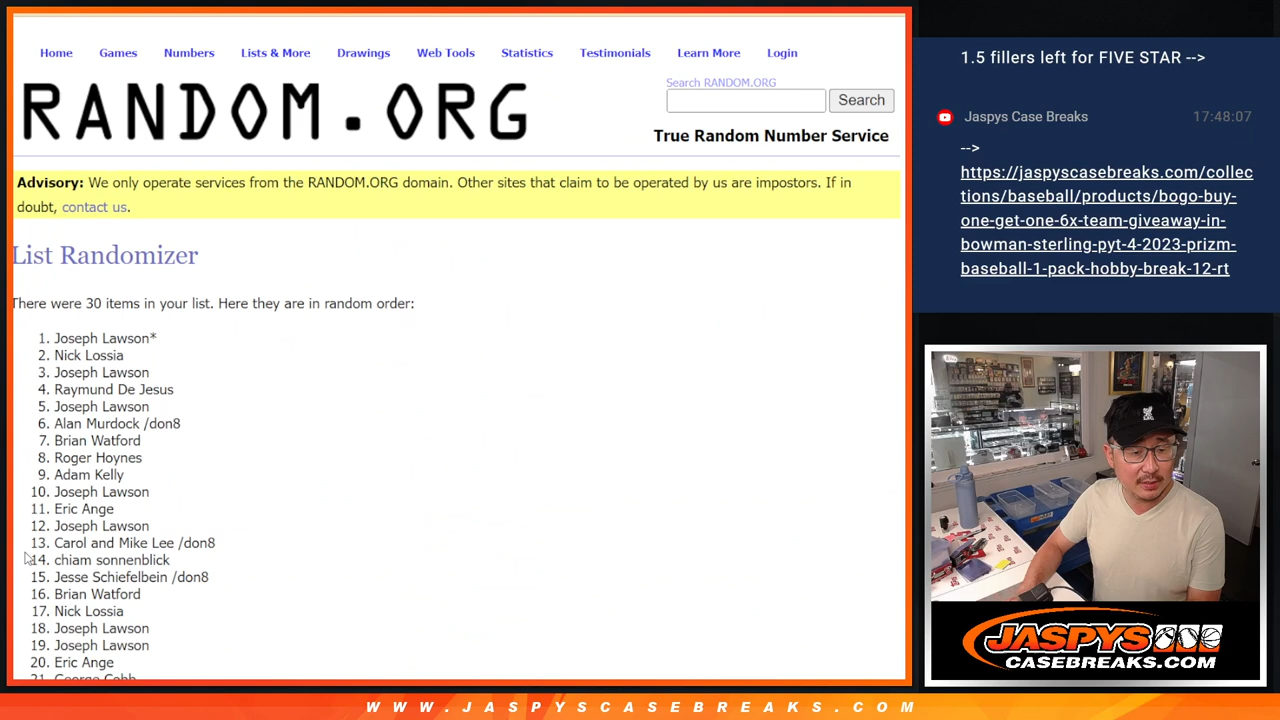 Home Games Numbers Lists & More Drawings Web Tools Statistics Testimonials Learn More Login
RANDOM.ORG
Search RANDOM.ORG
Search
True Random Number Service
Advisory: We only operate services from the RANDOM.ORG domain. Other sites that claim to be operated by us are impostors. If in
doubt, contact us.
List Randomizer
There were 30 items in your list. Here they are in random order:
1. Joseph Lawson*
2. Nick Lossia
3. Joseph Lawson
4. Raymund De Jesus
5. Joseph Lawson
6. Alan Murdock /don8
7. Brian Watford
8. Roger Hoynes
9. Adam Kelly
10. Joseph Lawson
11. Eric Ange
12. Joseph Lawson
13. Carol and Mike Lee /don8
14. chiam sonnenblick
15. Jesse Schiefelbein /don8
16. Brian Watford
17. Nick Lossia
18. Joseph Lawson
19. Joseph Lawson
20. Eric Ange
21. George Cobb
1.5 fillers left for FIVE STAR -->
Jaspys Case Breaks 17:48:07
-->
https://jaspyscasebreaks.com/collec
tions/baseball/products/bogo-buy-
one-get-one-6x-team-giveaway-in-
bowman-sterling-pyt-4-2023-prizm-
baseball-1-pack-hobby-break-12-rt
JASPYS
CASEBREAKS.COM
WWW.JASPYSCASEBREAKS.COM